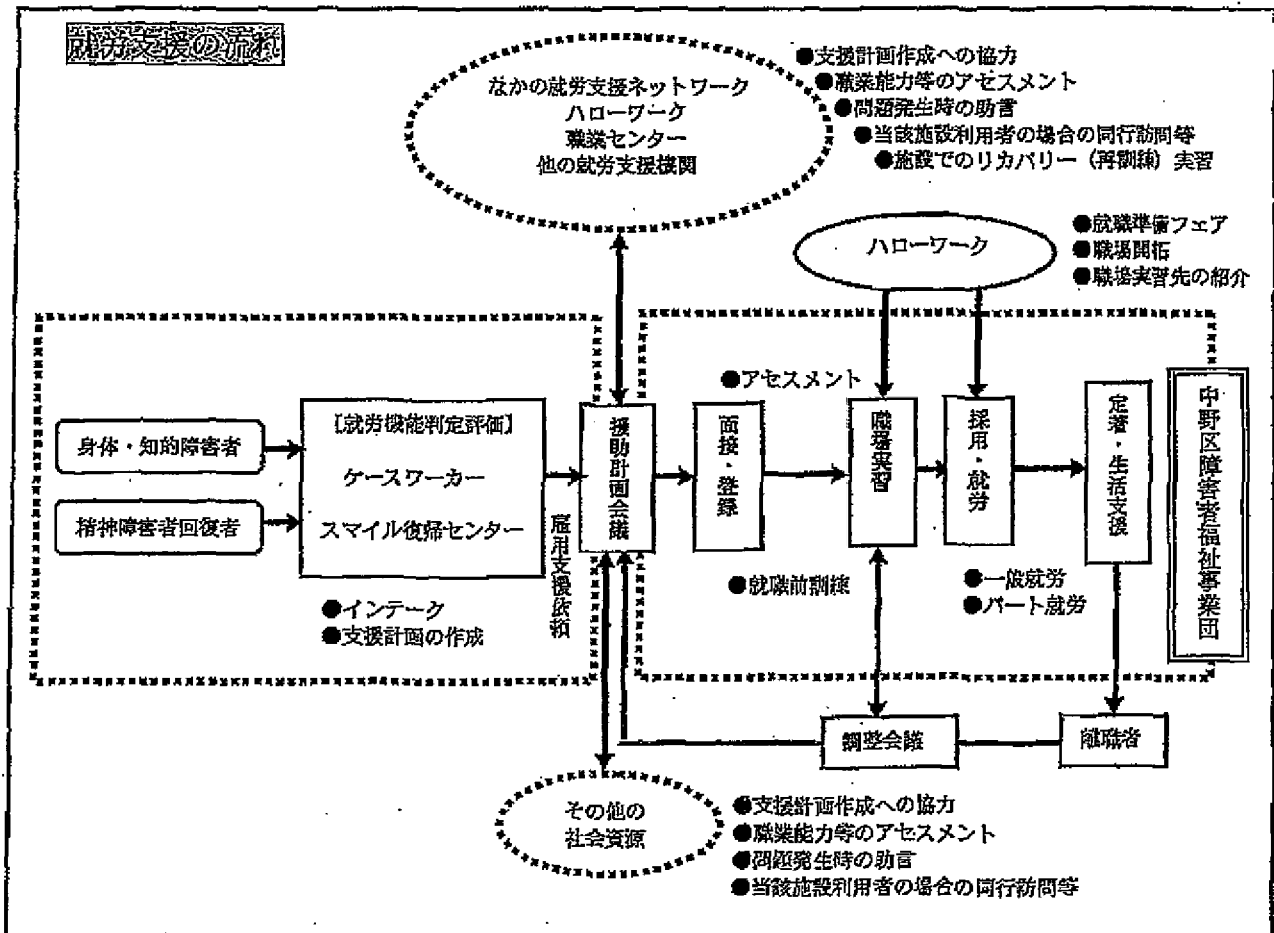 就労支援の流れ
なかの就労支援ネットワーク
ハローワーク
職業センター
他の就労支援機関
●支援計画作成への協力
●職業能力等のアセスメント
●問題発生時の助言
●当該施設利用者の場合の同行訪問等
●施設でのリカバリー（再訓練）実習
ハローワーク
●就職準備フェア
●職場開拓
●職場実習先の紹介
身体・知的障害者
精神障害者回復者
【就労機能判定評価】
ケースワーカー
スマイル復帰センター
●インテーク
●支援計画の作成
雇用支援依頼
援助計画会議
面接・登録
●アセスメント
●就職前訓練
職場実習
採用・就労
●一般就労
●パート就労
定着・生活支援
中野区障害者福祉事業団
調整会議
離職者
その他の
社会資源
●支援計画作成への協力
●職業能力等のアセスメント
●問題発生時の助言
●当該施設利用者の場合の同行訪問等